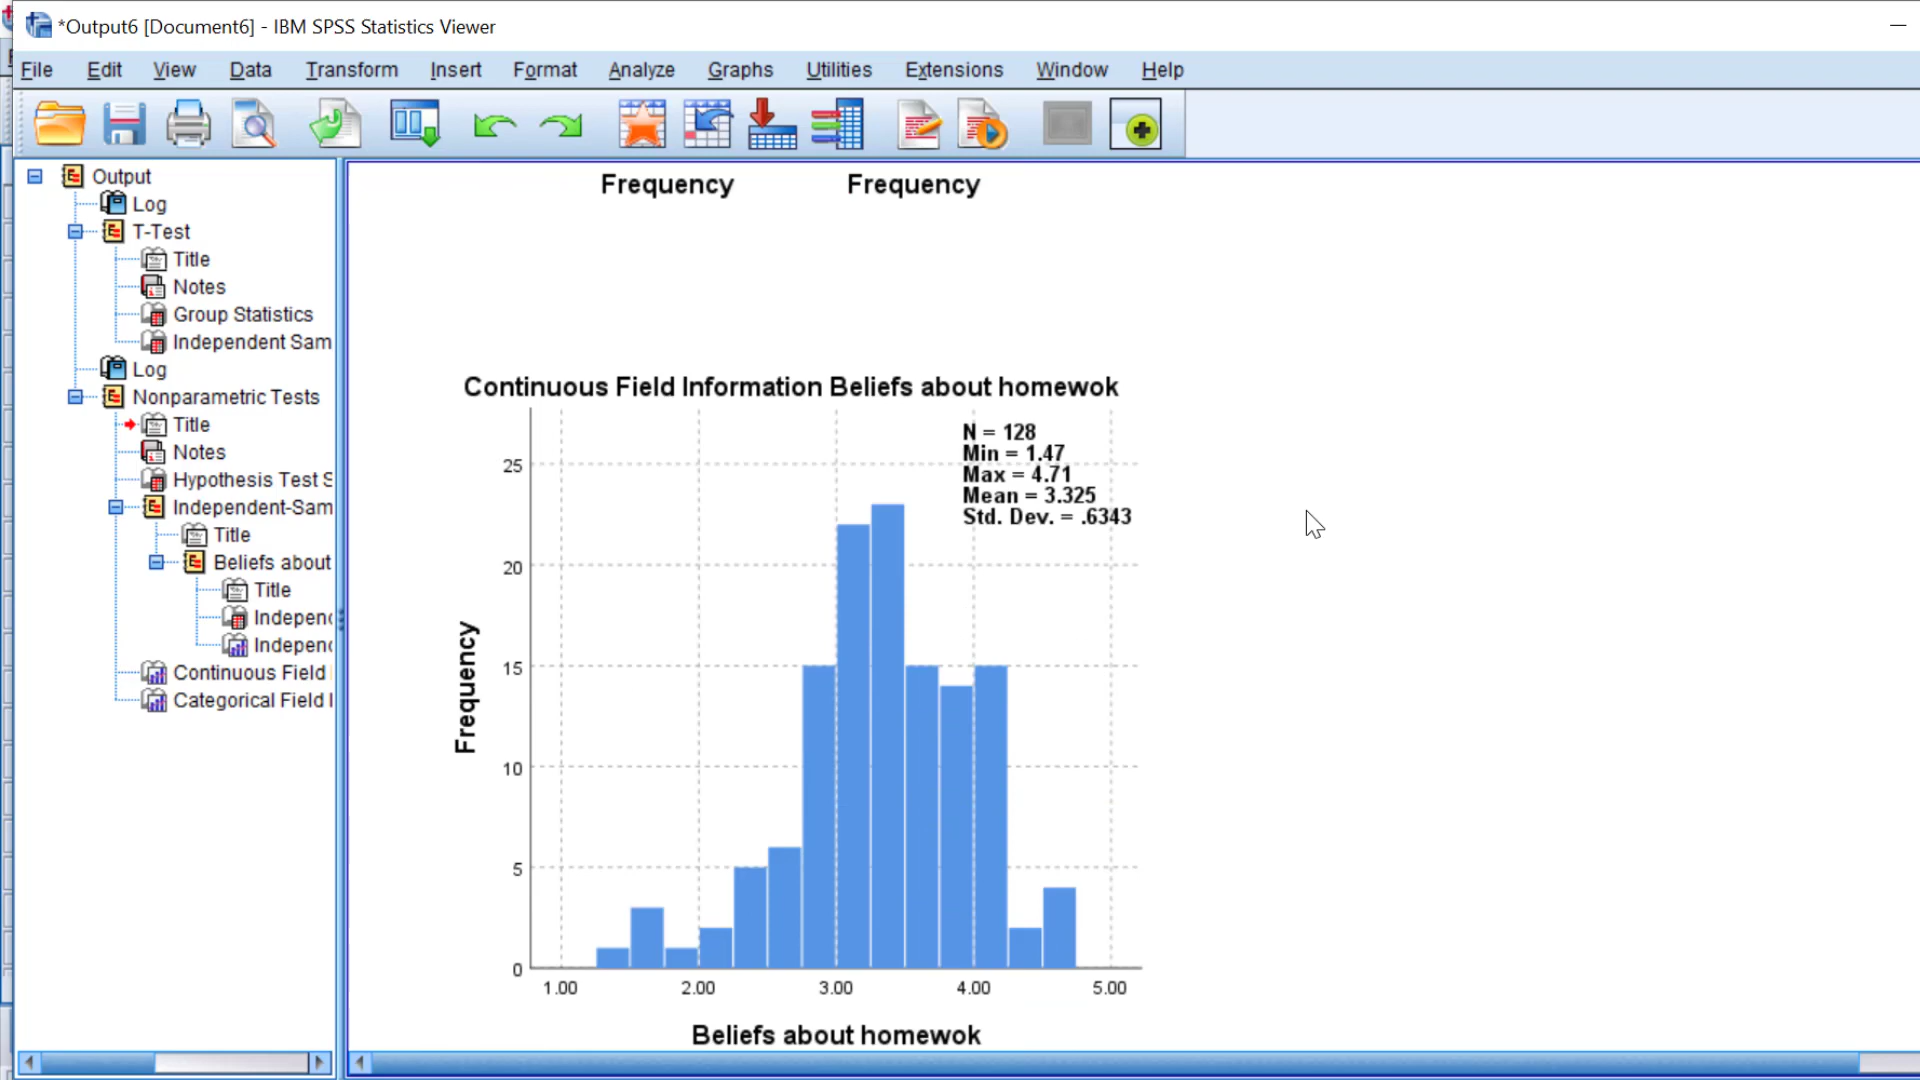 *Output6 [Document6] - IBM SPSS Statistics Viewer
File Edit View Data Transform Insert Format Analyze Graphs Utilities Extensions Window Help
Output
Log
T-Test
Title
Notes
Group Statistics
Independent Sam
Log
Nonparametric Tests
Title
Notes
Hypothesis Test S
Independent-Sam
Title
Beliefs about
Title
Independ
Independ
Continuous Field
Categorical Field I
Frequency Frequency
Continuous Field Information Beliefs about homewok
N = 128
Min = 1.47
Max = 4.71
Mean = 3.325
Std. Dev. = .6343
25
20
15
10
5
0
Frequency
1.00 2.00 3.00 4.00 5.00
Beliefs about homewok